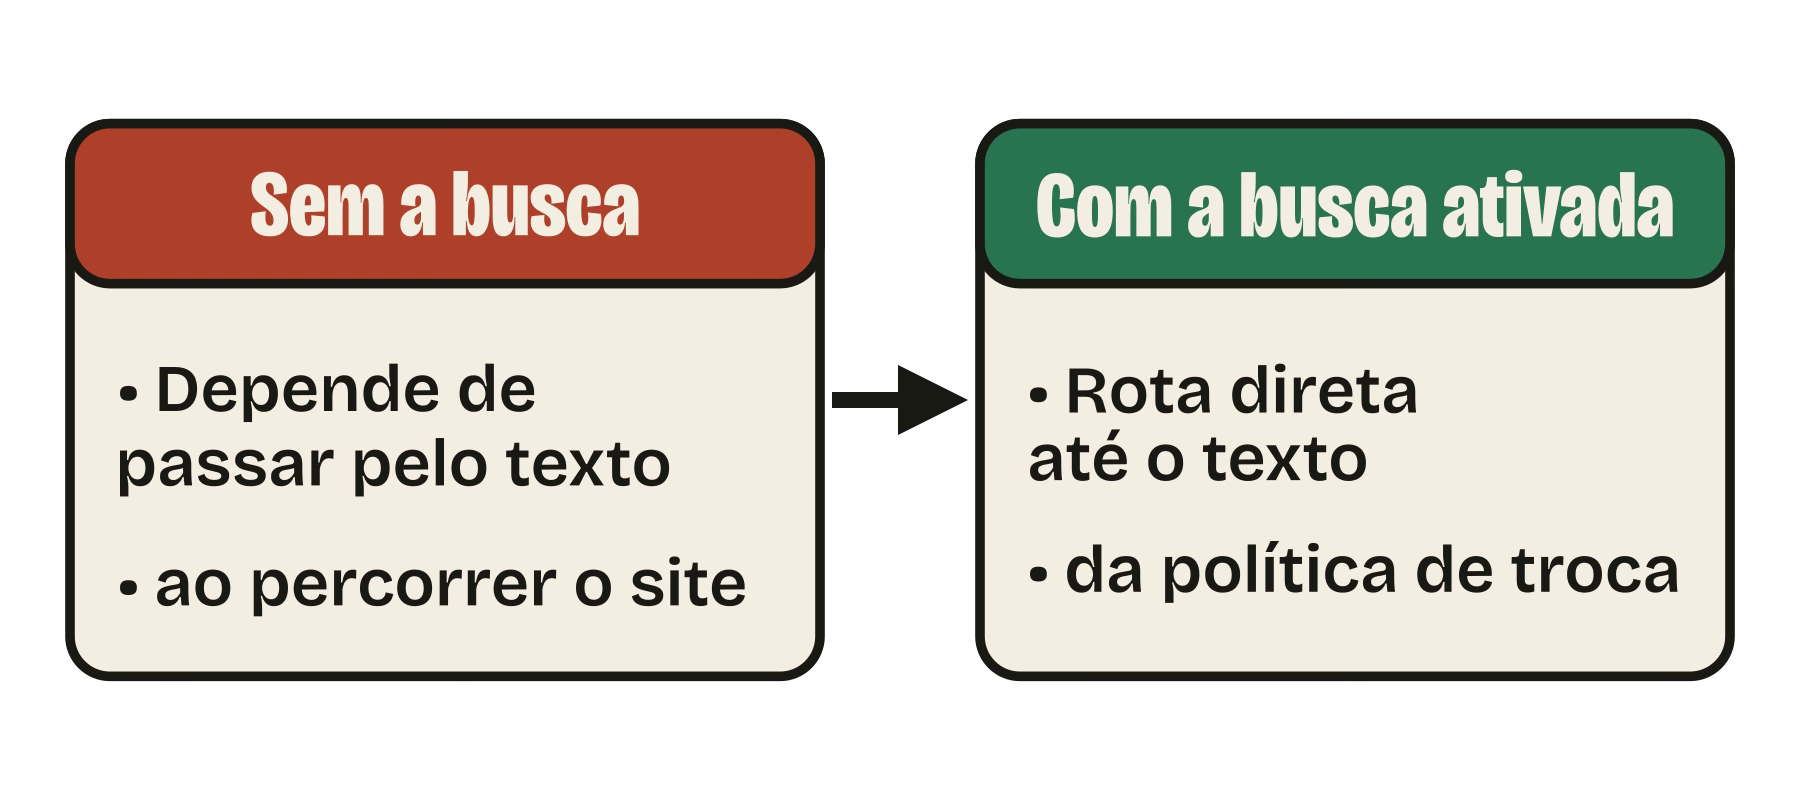 Sem a busca
• Depende de
passar pelo texto
• ao percorrer o site
Com a busca ativada
• Rota direta
até o texto
• da política de troca